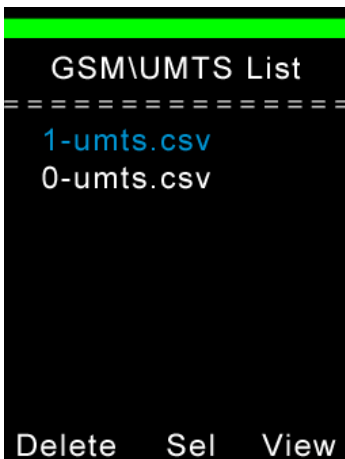 GSM\UMTS List
================
1-umts.csv
0-umts.csv
Delete Sel View